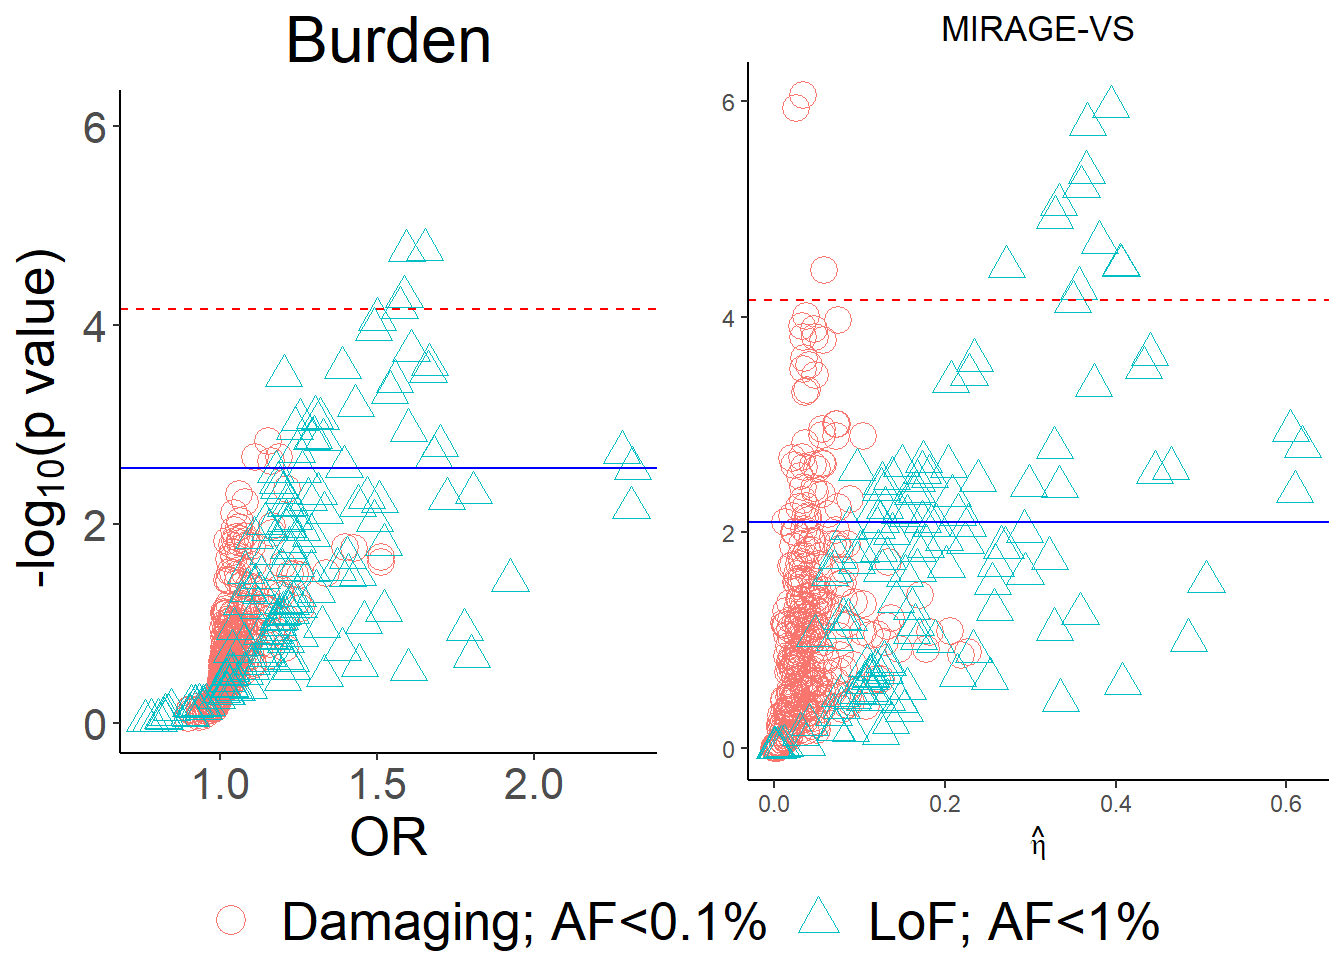 Burden
MIRAGE-VS
-log10(p value)
6
4
2
0
1.0 1.5 2.0
OR
6
4
2
0
0.0 0.2 0.4 0.6
η̂
Damaging; AF<0.1% LoF; AF<1%